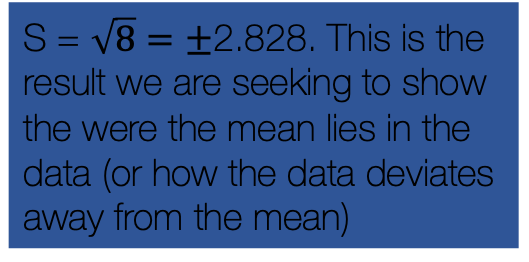 S = √8 = ±2.828. This is the
result we are seeking to show
the were the mean lies in the
data (or how the data deviates
away from the mean)